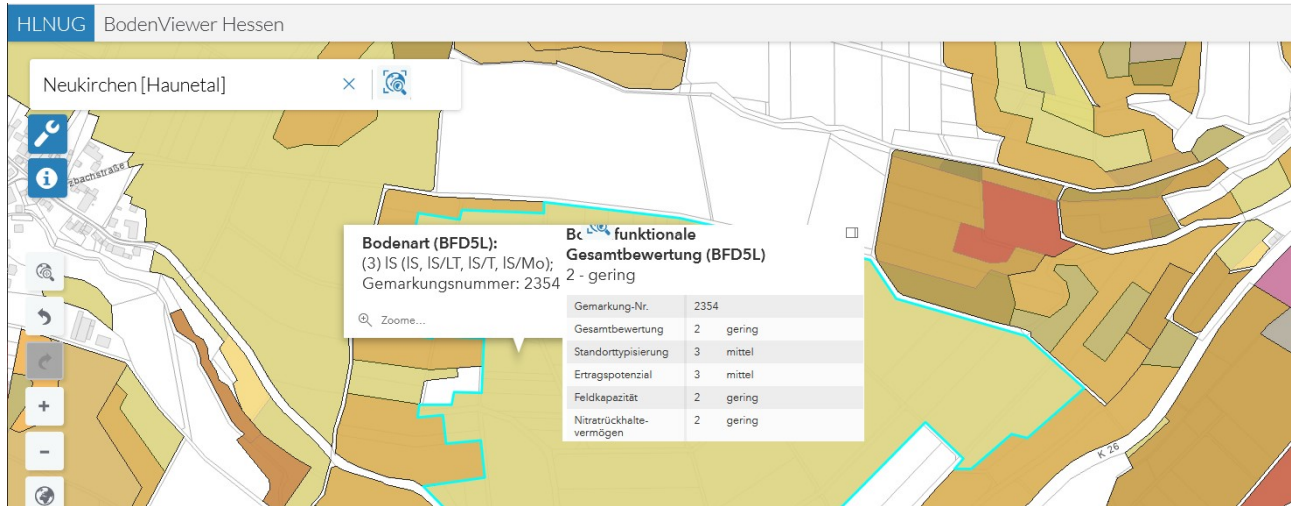 HLNUG BodenViewer Hessen
Neukirchen [Haunetal]
zbachstraße
Bodenart (BFD5L):
(3) lS (lS, lS/LT, lS/T, lS/Mo);
Gemarkungsnummer: 2354
Zoome...
funktionale
Gesamtbewertung (BFD5L)
2 - gering
Gemarkung-Nr. 2354
Gesamtbewertung 2 gering
Standorttypisierung 3 mittel
Ertragspotenzial 3 mittel
Feldkapazität 2 gering
Nitratrückhalte-
vermögen 2 gering
K 26